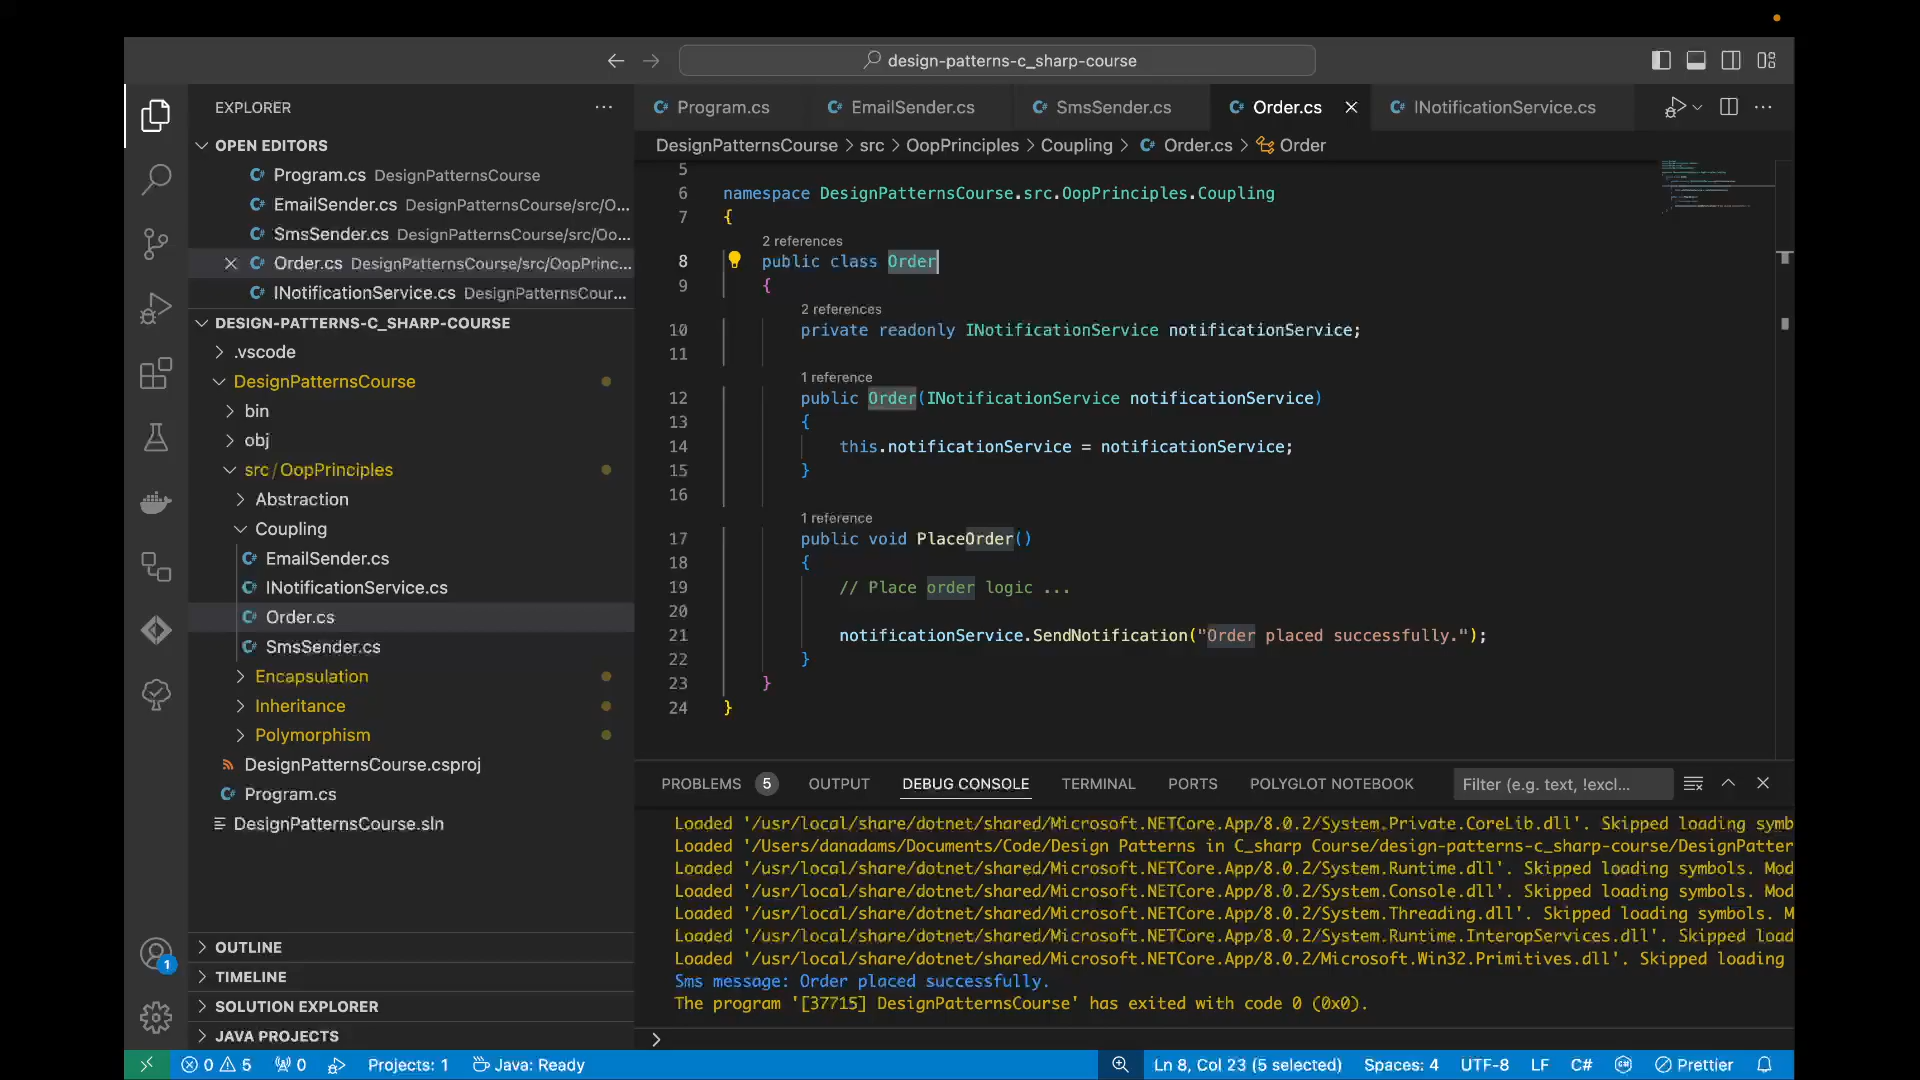 design-patterns-c_sharp-course
EXPLORER
OPEN EDITORS
Program.cs DesignPatternsCourse
EmailSender.cs DesignPatternsCourse/src/O...
SmsSender.cs DesignPatternsCourse/src/Oo...
Order.cs DesignPatternsCourse/src/OopPrinc...
INotificationService.cs DesignPatternsCour...
DESIGN-PATTERNS-C_SHARP-COURSE
.vscode
DesignPatternsCourse
bin
obj
src / OopPrinciples
Abstraction
Coupling
EmailSender.cs
INotificationService.cs
Order.cs
SmsSender.cs
Encapsulation
Inheritance
Polymorphism
DesignPatternsCourse.csproj
Program.cs
DesignPatternsCourse.sln
OUTLINE
TIMELINE
SOLUTION EXPLORER
JAVA PROJECTS
1
Program.cs EmailSender.cs SmsSender.cs Order.cs INotificationService.cs
DesignPatternsCourse > src > OopPrinciples > Coupling > Order.cs > Order
5
6 namespace DesignPatternsCourse.src.OopPrinciples.Coupling
7 {
2 references
8 public class Order
9 {
2 references
10 private readonly INotificationService notificationService;
11
1 reference
12 public Order(INotificationService notificationService)
13 {
14 this.notificationService = notificationService;
15 }
16
1 reference
17 public void PlaceOrder()
18 {
19 // Place order logic ...
20
21 notificationService.SendNotification("Order placed successfully.");
22 }
23 }
24 }
PROBLEMS 5 OUTPUT DEBUG CONSOLE TERMINAL PORTS POLYGLOT NOTEBOOK Filter (e.g. text, !excl...
Loaded '/usr/local/share/dotnet/shared/Microsoft.NETCore.App/8.0.2/System.Private.CoreLib.dll'. Skipped loading symb
Loaded '/Users/danadams/Documents/Code/Design Patterns in C_sharp Course/design-patterns-c_sharp-course/DesignPatter
Loaded '/usr/local/share/dotnet/shared/Microsoft.NETCore.App/8.0.2/System.Runtime.dll'. Skipped loading symbols. Mod
Loaded '/usr/local/share/dotnet/shared/Microsoft.NETCore.App/8.0.2/System.Console.dll'. Skipped loading symbols. Mod
Loaded '/usr/local/share/dotnet/shared/Microsoft.NETCore.App/8.0.2/System.Threading.dll'. Skipped loading symbols. M
Loaded '/usr/local/share/dotnet/shared/Microsoft.NETCore.App/8.0.2/System.Runtime.InteropServices.dll'. Skipped load
Loaded '/usr/local/share/dotnet/shared/Microsoft.NETCore.App/8.0.2/Microsoft.Win32.Primitives.dll'. Skipped loading
Sms message: Order placed successfully.
The program '[37715] DesignPatternsCourse' has exited with code 0 (0x0).
>
0 5 0 Projects: 1 Java: Ready Ln 8, Col 23 (5 selected) Spaces: 4 UTF-8 LF C# Prettier